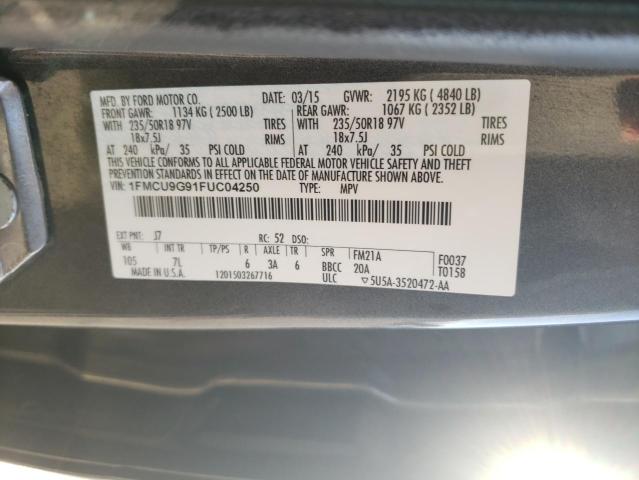 MFD. BY FORD MOTOR CO. DATE: 03/15 GVWR: 2195 KG ( 4840 LB)
FRONT GAWR: 1134 KG ( 2500 LB) REAR GAWR: 1067 KG ( 2352 LB)
WITH 235/50R18 97V TIRES WITH 235/50R18 97V TIRES
18x7.5J RIMS 18x7.5J RIMS
AT 240 kPa/ 35 PSI COLD AT 240 kPa/ 35 PSI COLD
THIS VEHICLE CONFORMS TO ALL APPLICABLE FEDERAL MOTOR VEHICLE SAFETY AND THEFT
PREVENTION STANDARDS IN EFFECT ON THE DATE OF MANUFACTURE SHOWN ABOVE.
VIN: 1FMCU9G91FUC04250 TYPE: MPV
EXT PNT: J7 RC: 52 DSO:
WB INT TR TP/PS R AXLE TR SPR FM21A F0037
105 7L 6 3A 6 BBCC 20A T0158
MADE IN U.S.A. 1201503267716 ULC ▽5U5A-3520472-AA